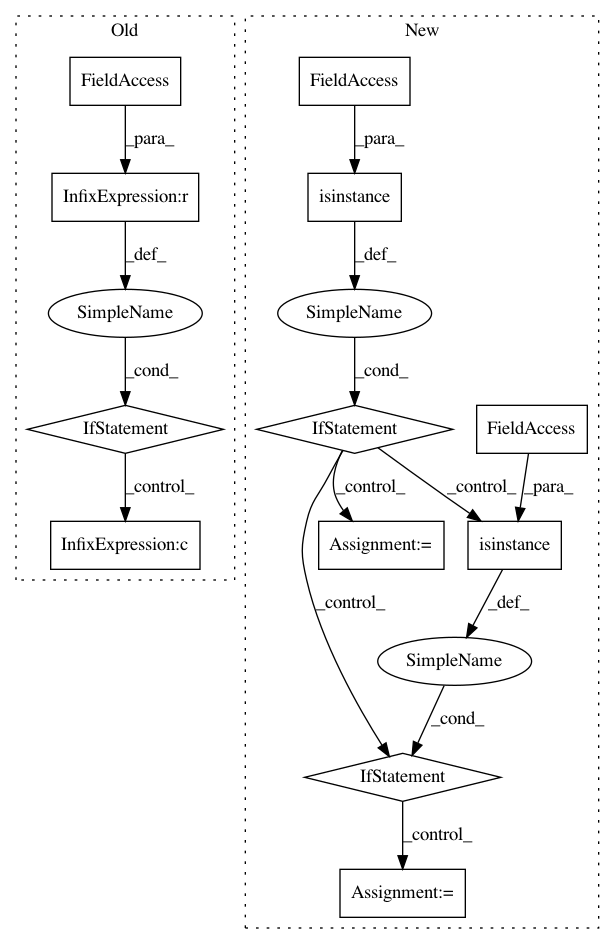 Old
New
FieldAccess
FieldAccess
_para_
_para_
InfixExpression:r
isinstance
_def_
_def_
SimpleName
SimpleName
_cond_
_cond_
IfStatement
IfStatement
FieldAccess
_control_
_control_
_control_
_para_
InfixExpression:c
Assignment:=
isinstance
_control_
_def_
SimpleName
_cond_
IfStatement
_control_
Assignment:=